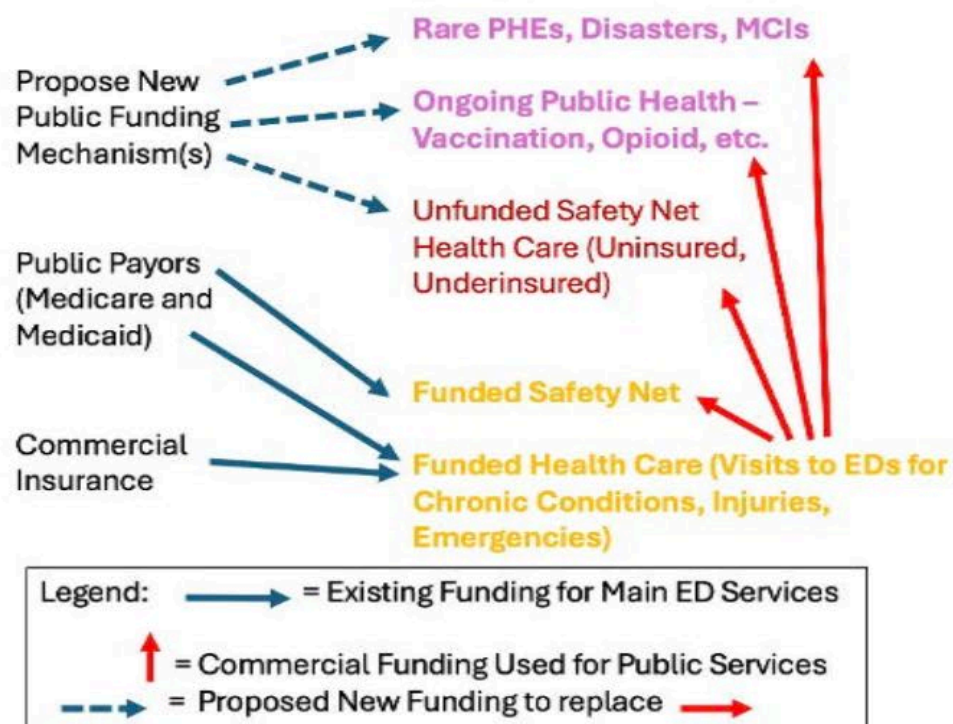 Rare PHEs, Disasters, MCIs
Propose New
Public Funding
Mechanism(s)
Ongoing Public Health –
Vaccination, Opioid, etc.
Unfunded Safety Net
Health Care (Uninsured,
Underinsured)
Public Payors
(Medicare and
Medicaid)
Funded Safety Net
Commercial
Insurance
Funded Health Care (Visits to EDs for
Chronic Conditions, Injuries,
Emergencies)
Legend:
= Existing Funding for Main ED Services
= Commercial Funding Used for Public Services
= Proposed New Funding to replace